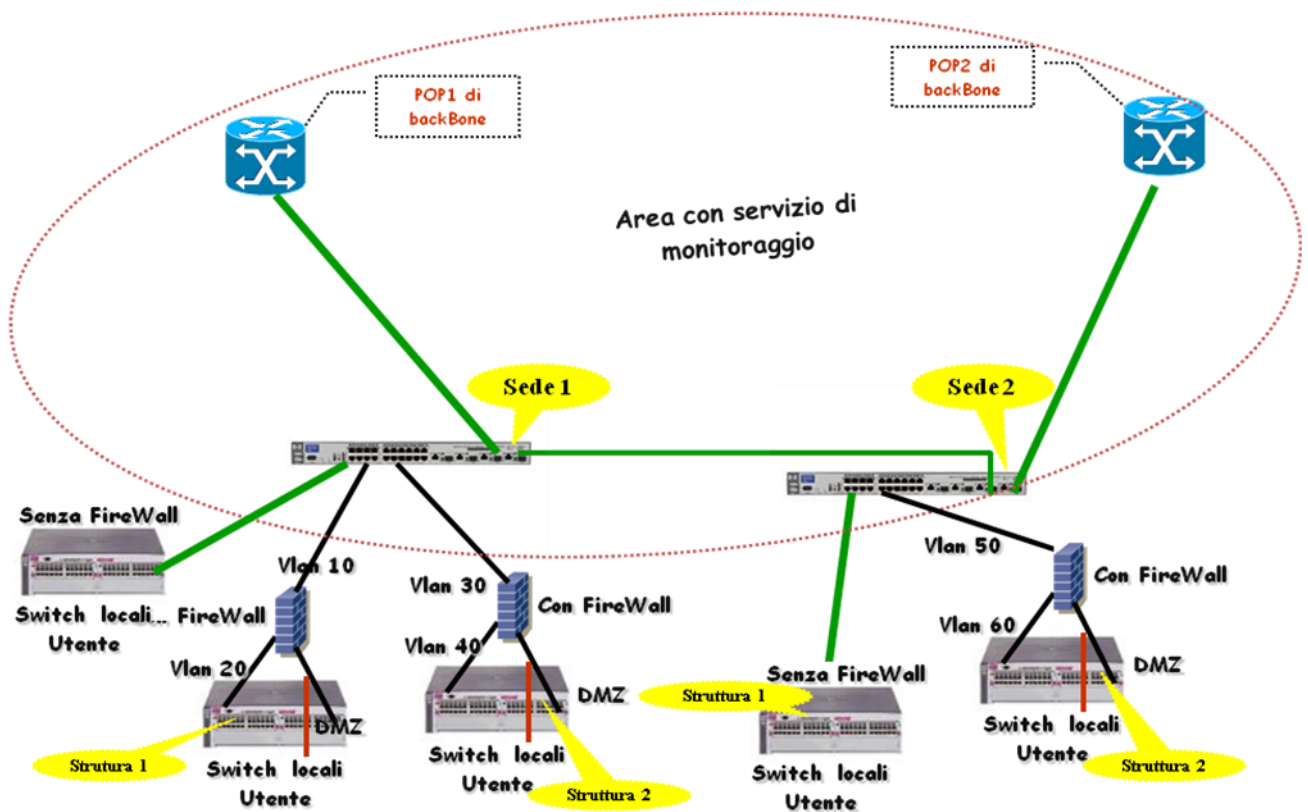 POP1 di
backBone
POP2 di
backBone
Area con servizio di
monitoraggio
Sede 1
Sede 2
Senza FireWall
Switch locali...
Utente
Vlan 10
FireWall
Vlan 20
DMZ
Strutura 1
Switch locali
Utente
Vlan 30
Con FireWall
Vlan 40
DMZ
Switch locali
Utente
Struttura 2
Senza FireWall
Struttura 1
Switch locali
Utente
Vlan 50
Con FireWall
Vlan 60
DMZ
Switch locali
Utente
Struttura 2